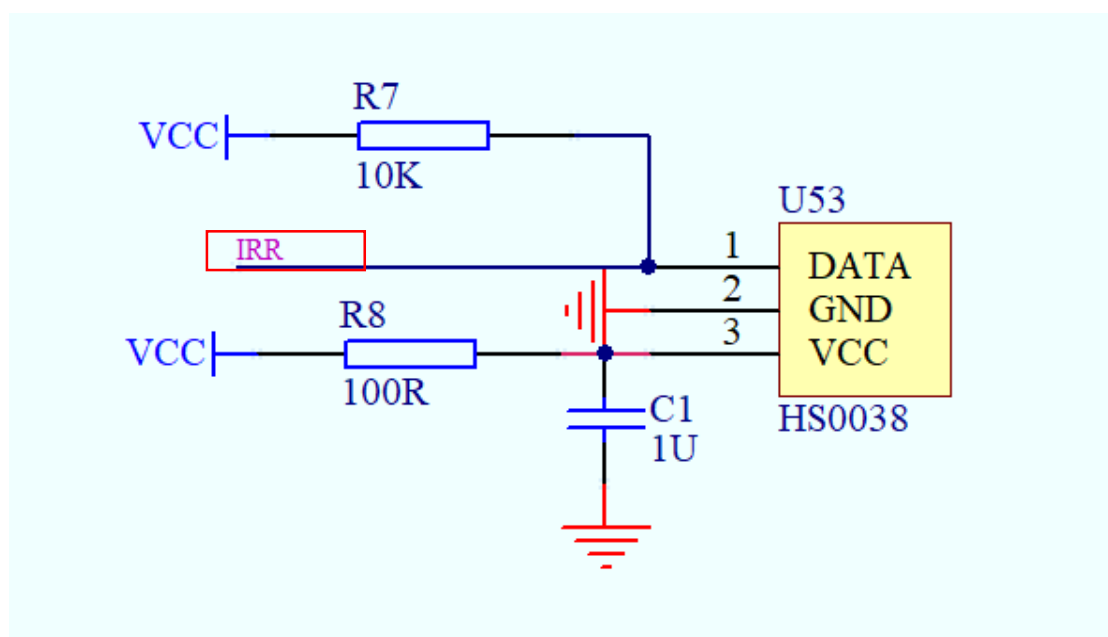 R7
VCC
10K
U53
IRR
1
DATA
2
GND
R8
3
VCC
VCC
100R
C1
HS0038
1U